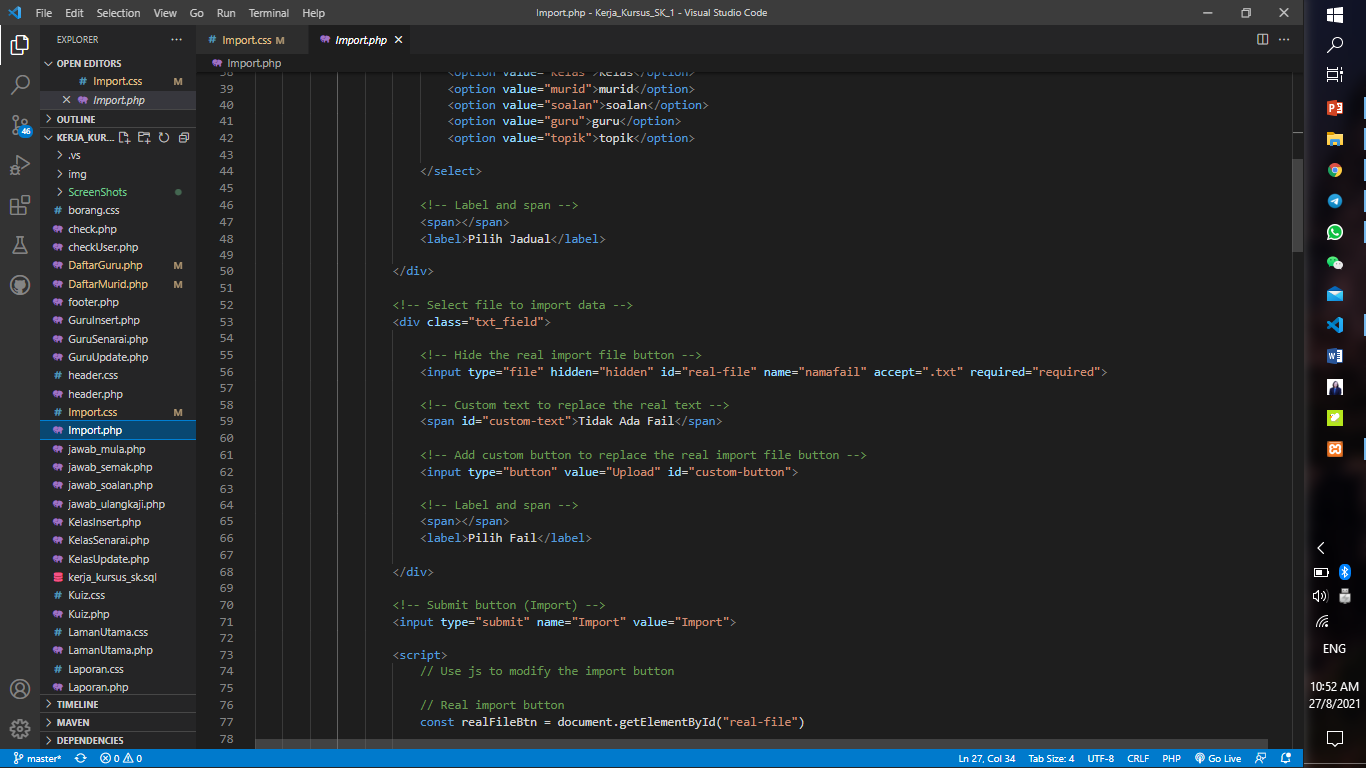 File Edit Selection View Go Run Terminal Help Import.php - Kerja_Kursus_SK_1 - Visual Studio Code
EXPLORER
OPEN EDITORS
Import.css M
Import.php
OUTLINE
KERJA_KUR...
.vs
img
ScreenShots
borang.css
check.php
checkUser.php
DaftarGuru.php M
DaftarMurid.php M
footer.php
GuruInsert.php
GuruSenarai.php
GuruUpdate.php
header.css
header.php
Import.css M
Import.php
jawab_mula.php
jawab_semak.php
jawab_soalan.php
jawab_ulangkaji.php
KelasInsert.php
KelasSenarai.php
KelasUpdate.php
kerja_kursus_sk.sql
Kuiz.css
Kuiz.php
LamanUtama.css
LamanUtama.php
Laporan.css
Laporan.php
TIMELINE
MAVEN
DEPENDENCIES
46
Import.css M Import.php
Import.php
38 <option value="kelas">kelas</option>
39 <option value="murid">murid</option>
40 <option value="soalan">soalan</option>
41 <option value="guru">guru</option>
42 <option value="topik">topik</option>
43
44 </select>
45
46 <!-- Label and span -->
47 <span></span>
48 <label>Pilih Jadual</label>
49
50 </div>
51
52 <!-- Select file to import data -->
53 <div class="txt_field">
54
55 <!-- Hide the real import file button -->
56 <input type="file" hidden="hidden" id="real-file" name="namafail" accept=".txt" required="required">
57
58 <!-- Custom text to replace the real text -->
59 <span id="custom-text">Tidak Ada Fail</span>
60
61 <!-- Add custom button to replace the real import file button -->
62 <input type="button" value="Upload" id="custom-button">
63
64 <!-- Label and span -->
65 <span></span>
66 <label>Pilih Fail</label>
67
68 </div>
69
70 <!-- Submit button (Import) -->
71 <input type="submit" name="Import" value="Import">
72
73 <script>
74 // Use js to modify the import button
75
76 // Real import button
77 const realFileBtn = document.getElementById("real-file")
78
master* 0 0 Ln 27, Col 34 Tab Size: 4 UTF-8 CRLF PHP Go Live
ENG
10:52 AM
27/8/2021